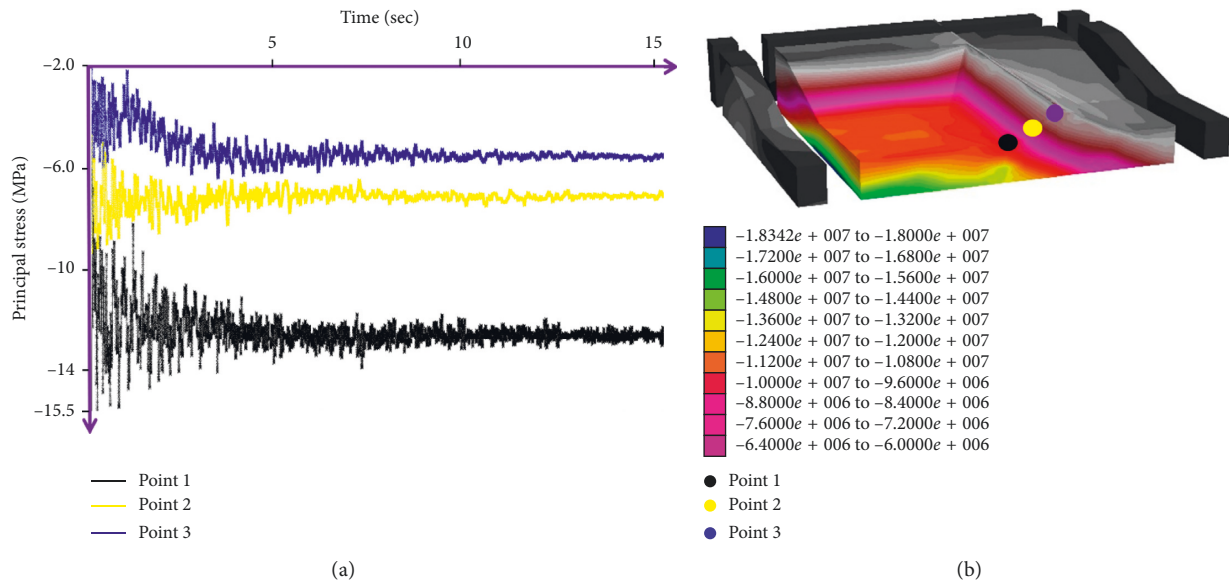 Time (sec)
5
10
15
–2.0
–6.0
–10
–14
–15.5
Principal stress (MPa)
Point 1
Point 2
Point 3
(a)
–1.8342e + 007 to –1.8000e + 007
–1.7200e + 007 to –1.6800e + 007
–1.6000e + 007 to –1.5600e + 007
–1.4800e + 007 to –1.4400e + 007
–1.3600e + 007 to –1.3200e + 007
–1.2400e + 007 to –1.2000e + 007
–1.1200e + 007 to –1.0800e + 007
–1.0000e + 007 to –9.6000e + 006
–8.8000e + 006 to –8.4000e + 006
–7.6000e + 006 to –7.2000e + 006
–6.4000e + 006 to –6.0000e + 006
Point 1
Point 2
Point 3
(b)